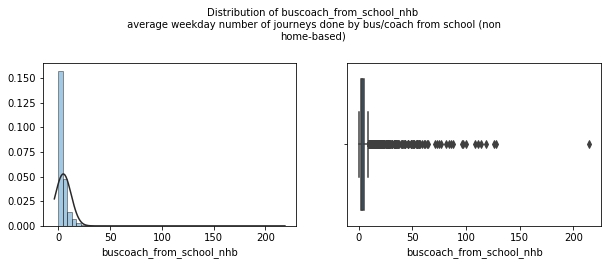 Distribution of buscoach_from_school_nhb
average weekday number of journeys done by bus/coach from school (non
home-based)
0.150
0.125
0.100
0.075
0.050
0.025
0.000
0 50 100 150 200
buscoach_from_school_nhb
0 50 100 150 200
buscoach_from_school_nhb